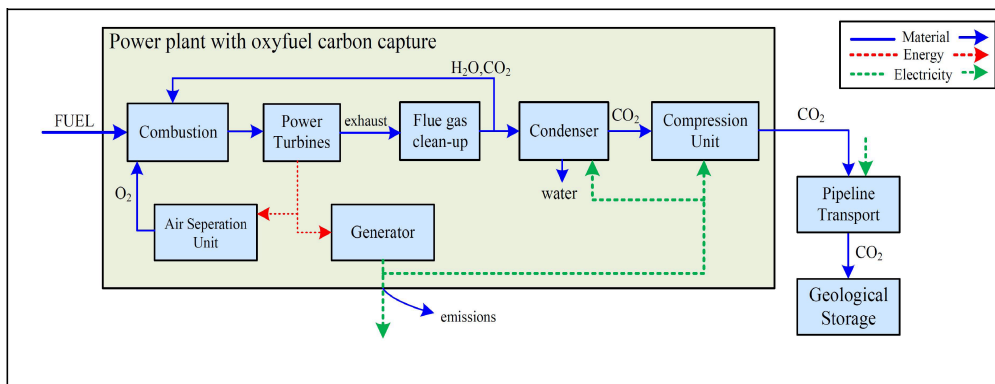 Power plant with oxyfuel carbon capture
Material
Energy
Electricity
H₂O,CO₂
FUEL
Combustion
Power
Turbines
exhaust
Flue gas
clean-up
Condenser
CO₂
Compression
Unit
CO₂
water
O₂
Air Seperation
Unit
Generator
Pipeline
Transport
CO₂
emissions
Geological
Storage